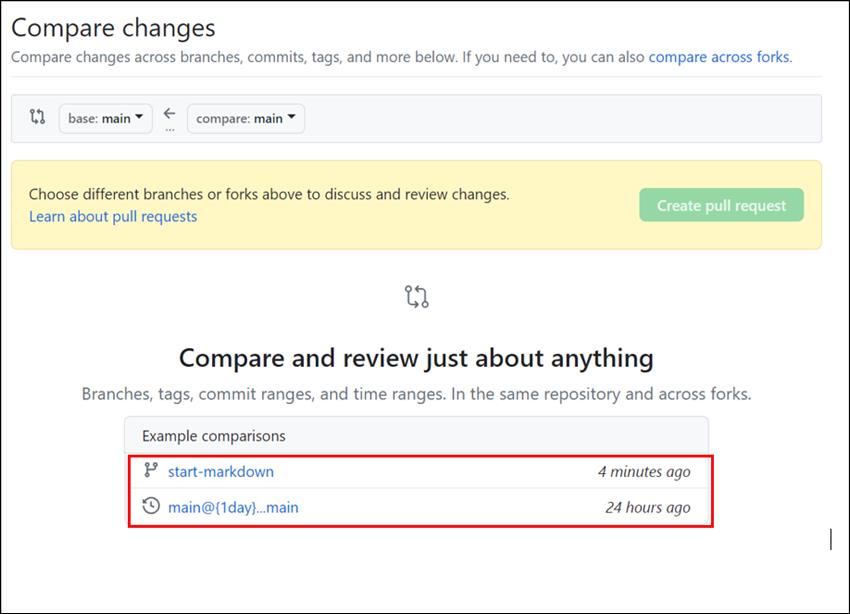 Compare changes
Compare changes across branches, commits, tags, and more below. If you need to, you can also compare across forks.
base: main ... compare: main
Choose different branches or forks above to discuss and review changes.
Learn about pull requests
Create pull request
Compare and review just about anything
Branches, tags, commit ranges, and time ranges. In the same repository and across forks.
Example comparisons
start-markdown 4 minutes ago
main@{1day}...main 24 hours ago